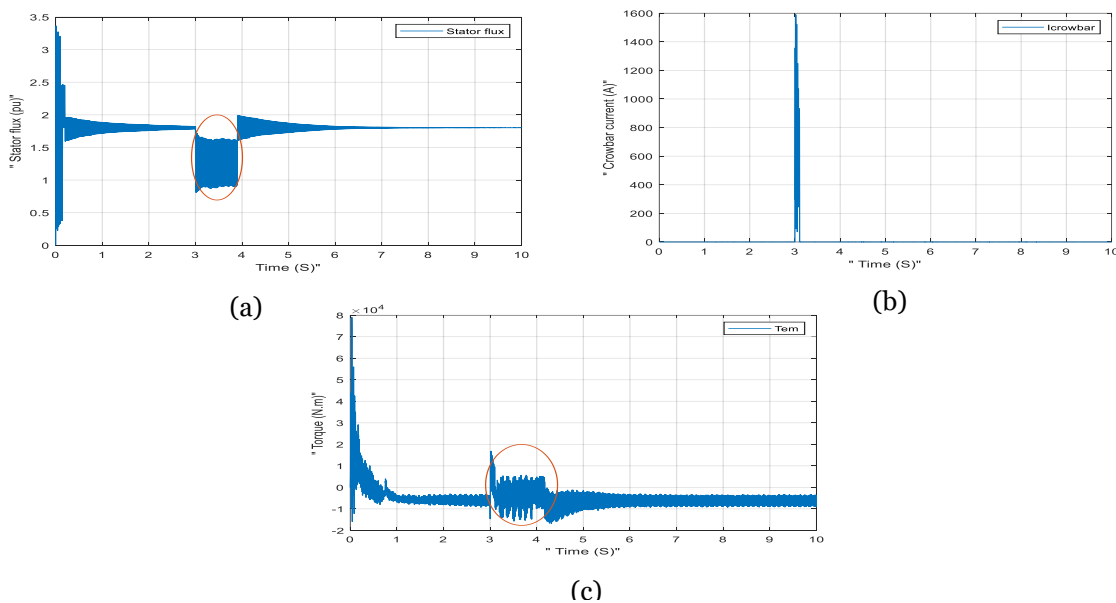 3.5
3
2.5
2
1.5
1
0.5
0
" Stator flux (pu)"
Stator flux
0 1 2 3 4 5 6 7 8 9 10
Time (S)"
(a)
1600
1400
1200
1000
800
600
400
200
0
" Crowbar current (A)"
Icrowbar
0 1 2 3 4 5 6 7 8 9 10
" Time (S)"
(b)
× 10⁴
8
7
6
5
4
3
2
1
0
-1
-2
" Torque (N.m)"
Tem
0 1 2 3 4 5 6 7 8 9 10
" Time (S)"
(c)